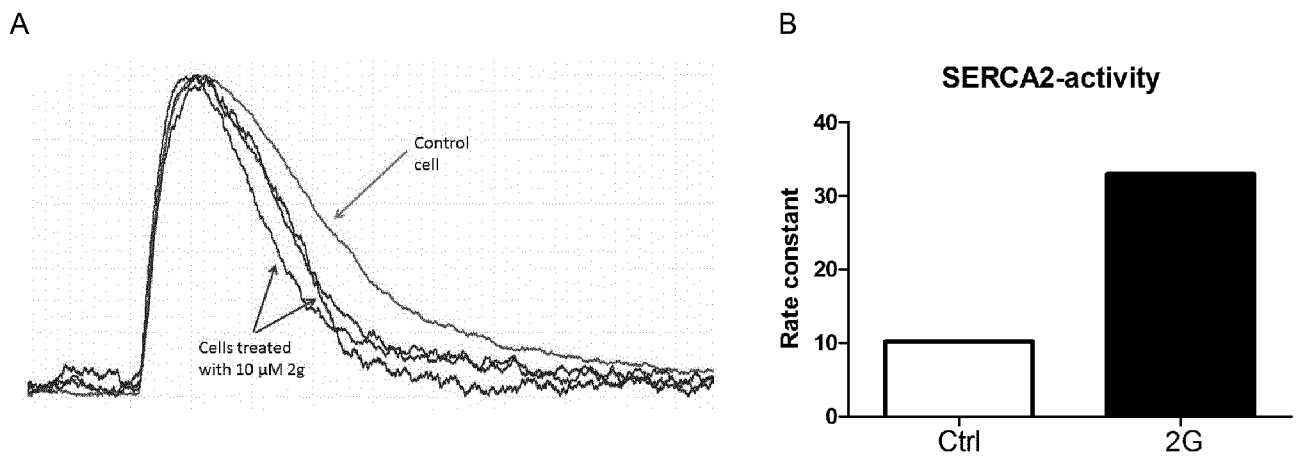 A
Control
cell
Cells treated
with 10 µM 2g
B
SERCA2-activity
Rate constant
40
30
20
10
0
Ctrl
2G